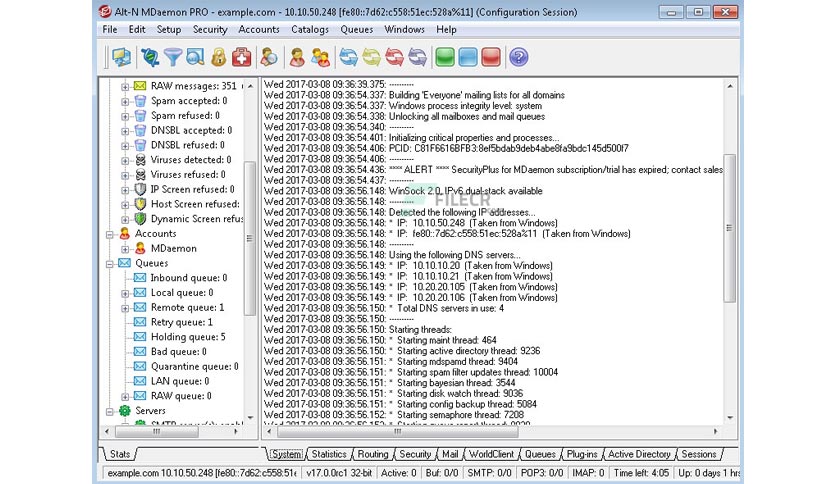 Alt-N MDaemon PRO - example.com - 10.10.50.248 [fe80::7d62:c558:51ec:528a%11] (Configuration Session)
File Edit Setup Security Accounts Catalogs Queues Windows Help
RAW messages: 351
Spam accepted: 0
Spam refused: 0
DNSBL accepted: 0
DNSBL refused: 0
Viruses detected: 0
Viruses refused: 0
IP Screen refused: 0
Host Screen refused: 0
Dynamic Screen refus
Accounts
MDaemon
Queues
Inbound queue: 0
Local queue: 0
Remote queue: 1
Retry queue: 1
Holding queue: 5
Bad queue: 0
Quarantine queue: 0
LAN queue: 0
RAW queue: 0
Servers
Stats
Wed 2017-03-08 09:36:39.375: ----------
Wed 2017-03-08 09:36:54.337: Building 'Everyone' mailing lists for all domains
Wed 2017-03-08 09:36:54.337: Windows process integrity level: system
Wed 2017-03-08 09:36:54.338: Unlocking all mailboxes and mail queues
Wed 2017-03-08 09:36:54.340: ----------
Wed 2017-03-08 09:36:54.401: Initializing critical properties and processes...
Wed 2017-03-08 09:36:54.406: PCID: C81F6616BFB3:8ef5bdab9deb4abe8fa9bdc145d500f7
Wed 2017-03-08 09:36:54.406: ----------
Wed 2017-03-08 09:36:54.436: **** ALERT **** SecurityPlus for MDaemon subscription/trial has expired; contact sales
Wed 2017-03-08 09:36:54.437: ----------
Wed 2017-03-08 09:36:56.148: WinSock 2.0, IPv6 dual-stack available
Wed 2017-03-08 09:36:56.148: ----------
FILECR
Wed 2017-03-08 09:36:56.148: Detected the following IP addresses...
Wed 2017-03-08 09:36:56.148: * IP: 10.10.50.248 (Taken from Windows)
Wed 2017-03-08 09:36:56.148: * IP: fe80::7d62:c558:51ec:528a%11 (Taken from Windows)
Wed 2017-03-08 09:36:56.148: ----------
Wed 2017-03-08 09:36:56.148: Using the following DNS servers...
Wed 2017-03-08 09:36:56.149: * IP: 10.10.10.20 (Taken from Windows)
Wed 2017-03-08 09:36:56.149: * IP: 10.10.10.21 (Taken from Windows)
Wed 2017-03-08 09:36:56.149: * IP: 10.20.20.105 (Taken from Windows)
Wed 2017-03-08 09:36:56.149: * IP: 10.20.20.106 (Taken from Windows)
Wed 2017-03-08 09:36:56.150: * Total DNS servers in use: 4
Wed 2017-03-08 09:36:56.150: ----------
Wed 2017-03-08 09:36:56.150: Starting threads:
Wed 2017-03-08 09:36:56.150: * Starting maint thread: 464
Wed 2017-03-08 09:36:56.150: * Starting active directory thread: 9236
Wed 2017-03-08 09:36:56.151: * Starting mdspamd thread: 9404
Wed 2017-03-08 09:36:56.151: * Starting spam filter updates thread: 10004
Wed 2017-03-08 09:36:56.151: * Starting bayesian thread: 3544
Wed 2017-03-08 09:36:56.151: * Starting disk watch thread: 9036
Wed 2017-03-08 09:36:56.151: * Starting config backup thread: 5084
Wed 2017-03-08 09:36:56.152: * Starting semaphore thread: 7208
System Statistics Routing Security Mail WorldClient Queues Plug-ins Active Directory Sessions
example.com 10.10.50.248 [fe80::7d62:c558:51e v17.0.0rc1 32-bit Active: 0 Buf: 0/0 SMTP: 0/0 POP3: 0/0 IMAP: 0 Time left: 4:05 Up: 0 days 1 hrs